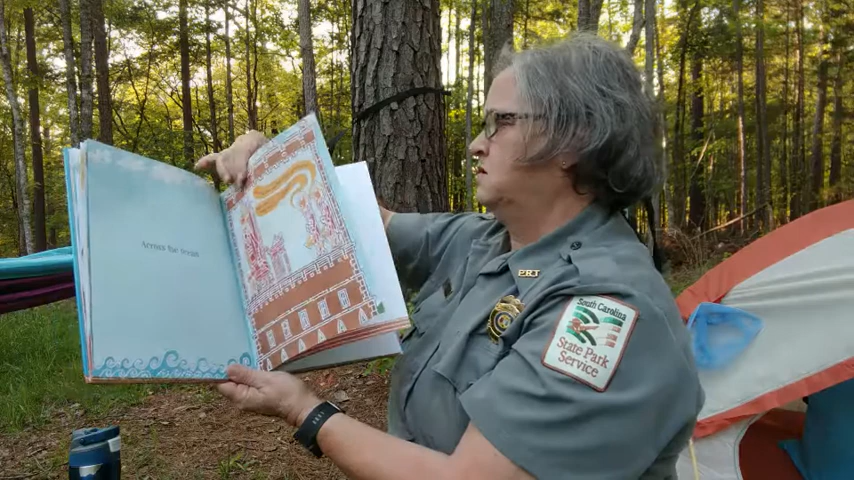 Across the ocean,
P.R.T
South Carolina
State Park
Service